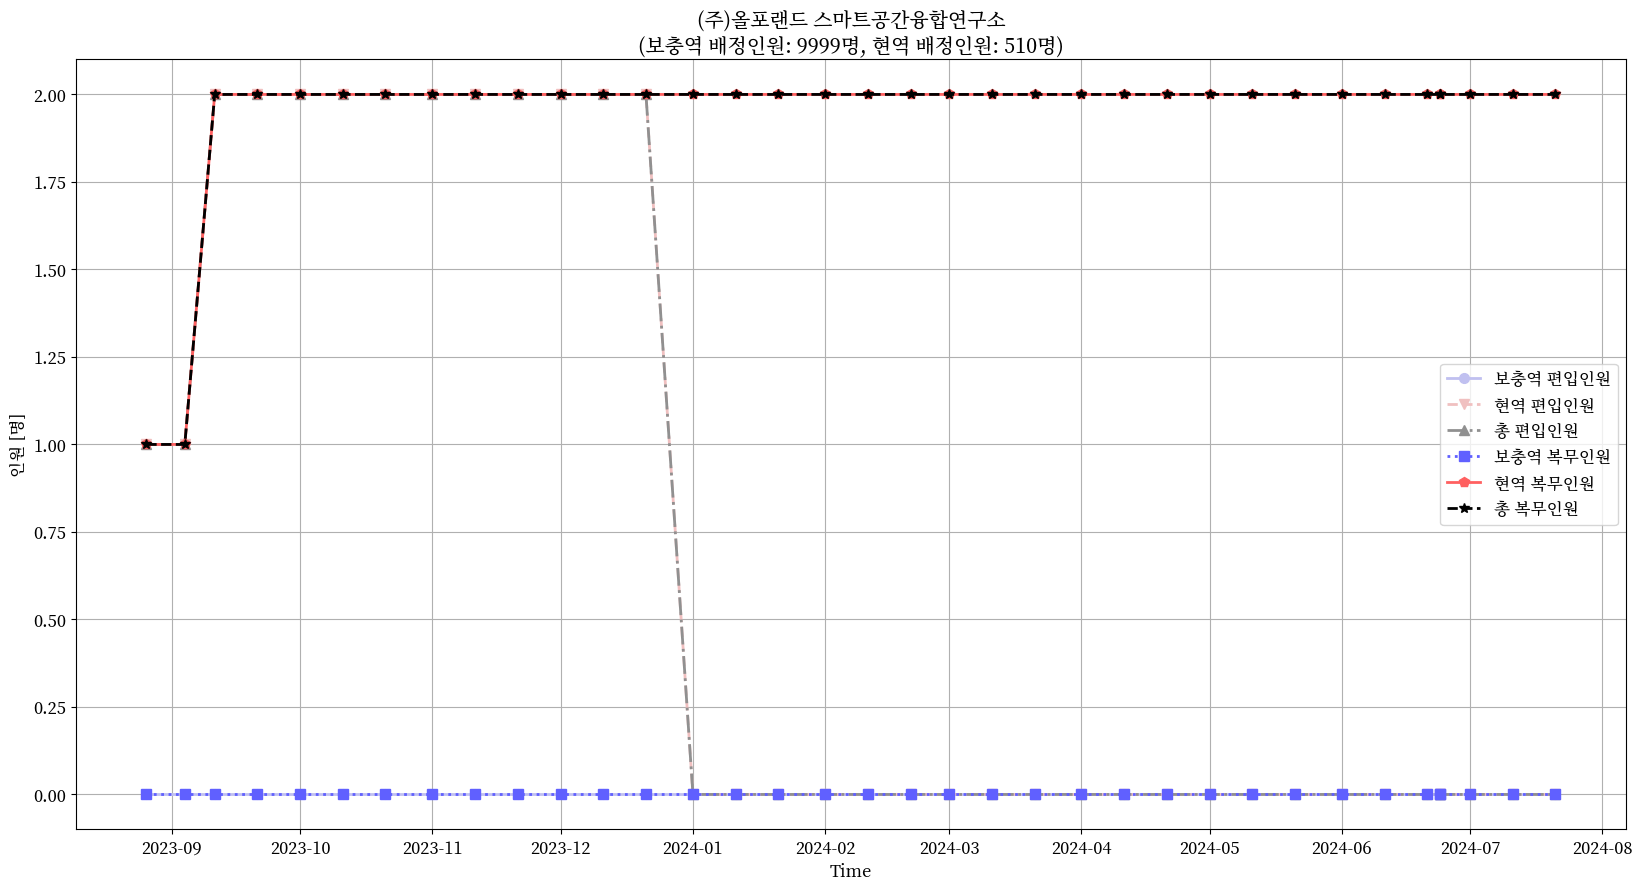 (주)올포랜드 스마트공간융합연구소
(보충역 배정인원: 9999명, 현역 배정인원: 510명)
2.00
1.75
1.50
1.25
1.00
0.75
0.50
0.25
0.00
인원 [명]
보충역 편입인원
현역 편입인원
총 편입인원
보충역 복무인원
현역 복무인원
총 복무인원
2023-09 2023-10 2023-11 2023-12 2024-01 2024-02 2024-03 2024-04 2024-05 2024-06 2024-07 2024-08
Time